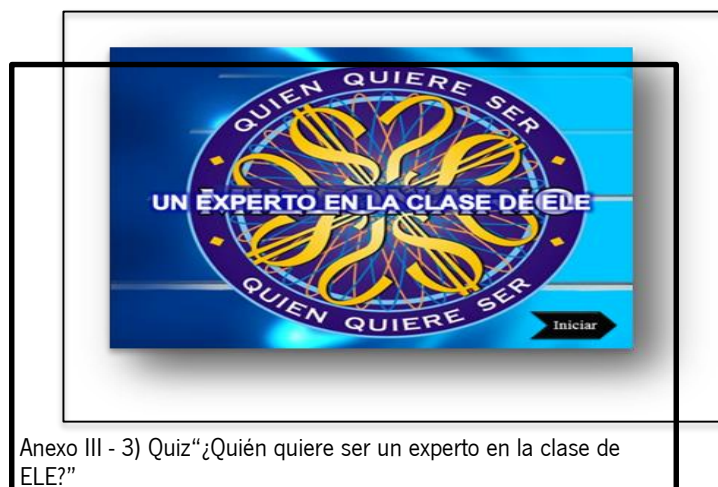 QUIEN QUIERE SER
UN EXPERTO EN LA CLASE DE ELE
QUIEN QUIERE SER
Iniciar
Anexo III - 3) Quiz“¿Quién quiere ser un experto en la clase de
ELE?”